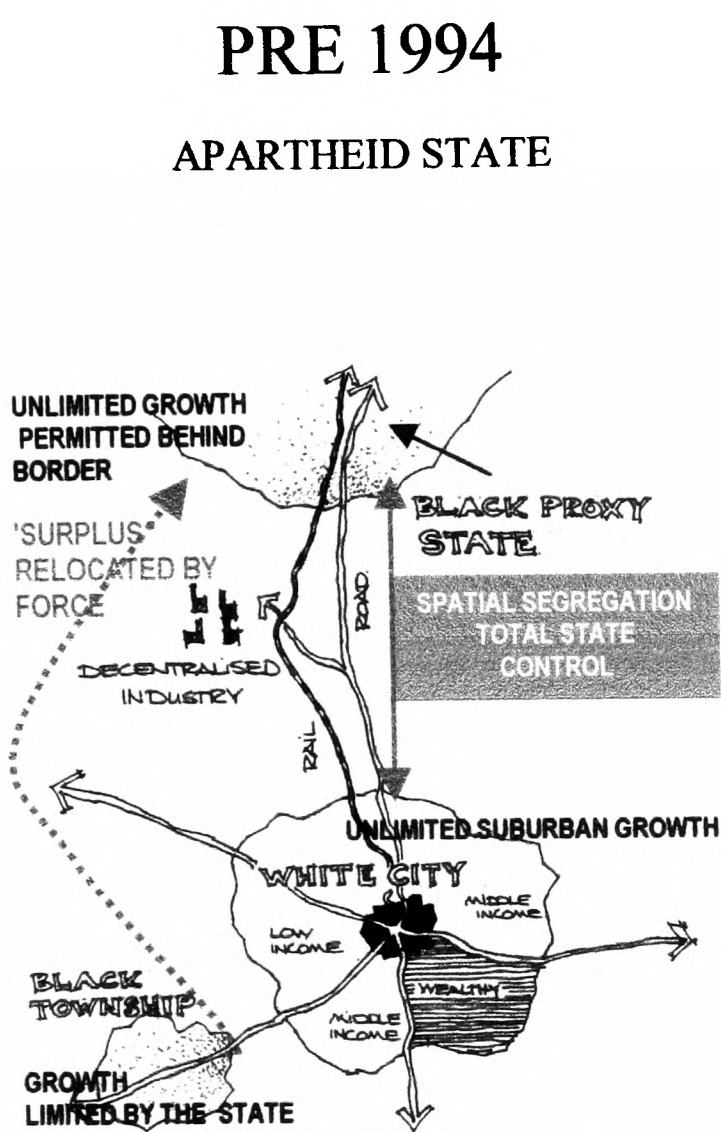 PRE 1994
APARTHEID STATE
UNLIMITED GROWTH
PERMITTED BEHIND
BORDER
'SURPLUS
RELOCATED BY
FORCE
BLACK PROXY
STATE
SPATIAL SEGREGATION
TOTAL STATE
CONTROL
ROAD
DECENTRALISED
INDUSTRY
RAIL
UNLIMITED SUBURBAN GROWTH
WHITE CITY
MIDDLE
INCOME
LOW
INCOME
WEALTHY
MIDDLE
INCOME
BLACK
TOWNSHIP
GROWTH
LIMITED BY THE STATE